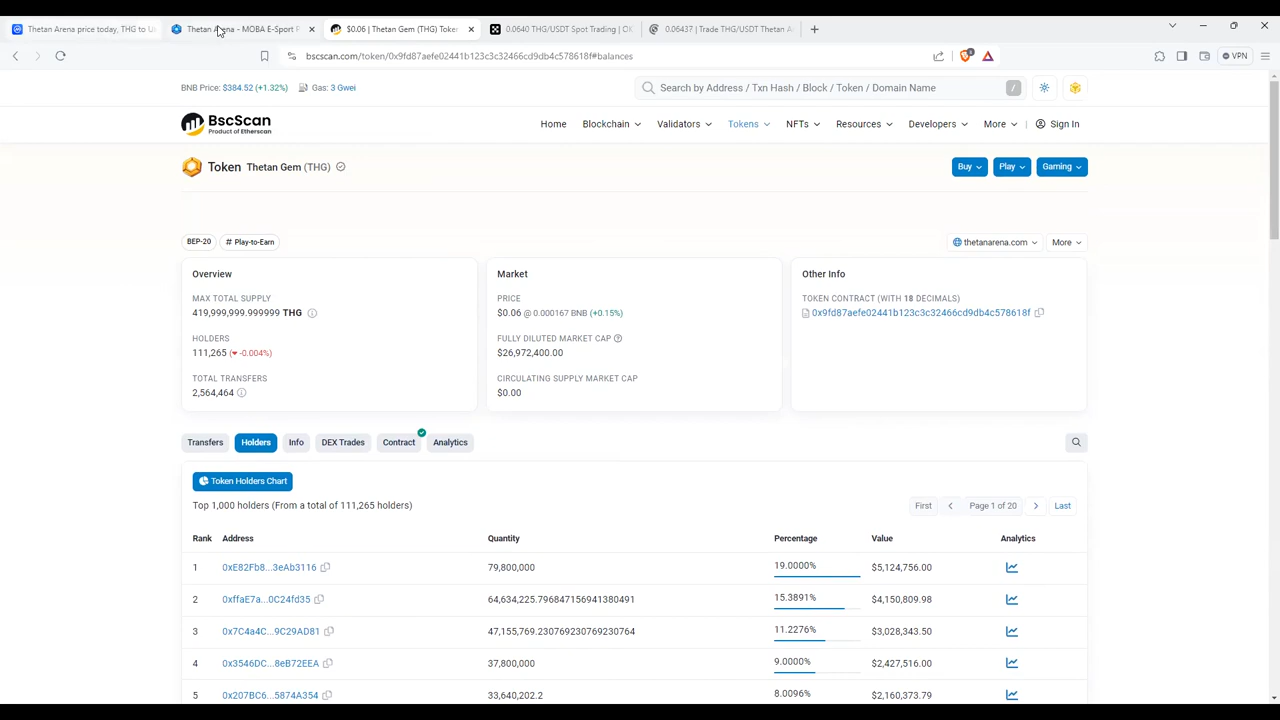 Thetan Arena price today, THG to U
Thetan Arena - MOBA E-Sport
$0.06 | Thetan Gem (THG) Token
0.0640 THG/USDT Spot Trading | OK
0.06437 | Trade THG/USDT Thetan A
bscscan.com/token/0x9fd87aefe02441b123c3c32466cd9db4c578618f#balances
VPN
BNB Price: $384.52 (+1.32%) Gas: 3 Gwei
Search by Address / Txn Hash / Block / Token / Domain Name /
BscScan
Product of Etherscan
Home Blockchain Validators Tokens NFTs Resources Developers More | Sign In
Token Thetan Gem (THG)
Buy Play Gaming
BEP-20 # Play-to-Earn
thetanarena.com More
Overview
MAX TOTAL SUPPLY
419,999,999.999999 THG
HOLDERS
111,265 (-0.004%)
TOTAL TRANSFERS
2,564,464
Market
PRICE
$0.06 @ 0.000167 BNB (+0.15%)
FULLY DILUTED MARKET CAP
$26,972,400.00
CIRCULATING SUPPLY MARKET CAP
$0.00
Other Info
TOKEN CONTRACT (WITH 18 DECIMALS)
0x9fd87aefe02441b123c3c32466cd9db4c578618f
Transfers Holders Info DEX Trades Contract Analytics
Token Holders Chart
Top 1,000 holders (From a total of 111,265 holders)
First Page 1 of 20 Last
Rank Address Quantity Percentage Value Analytics
1 0xE82Fb8...3eAb3116 79,800,000 19.0000% $5,124,756.00
2 0xffaE7a...0C24fd35 64,634,225.796847156941380491 15.3891% $4,150,809.98
3 0x7C4a4C...9C29AD81 47,155,769.230769230769230764 11.2276% $3,028,343.50
4 0x3546DC...8eB72EEA 37,800,000 9.0000% $2,427,516.00
5 0x207BC6...5874A354 33,640,202.2 8.0096% $2,160,373.79